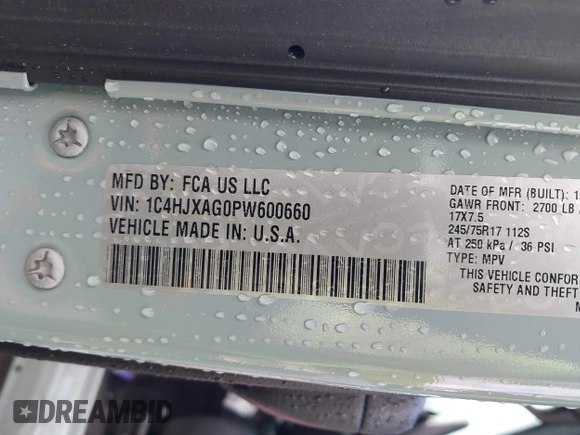 MFD BY: FCA US LLC
VIN: 1C4HJXAG0PW600660
VEHICLE MADE IN: U.S.A.
DATE OF MFR (BUILT):
GAWR FRONT: 2700 LB
17X7.5
245/75R17 112S
AT 250 kPa / 36 PSI
TYPE: MPV
THIS VEHICLE CONFOR
SAFETY AND THEFT
DREAMBID